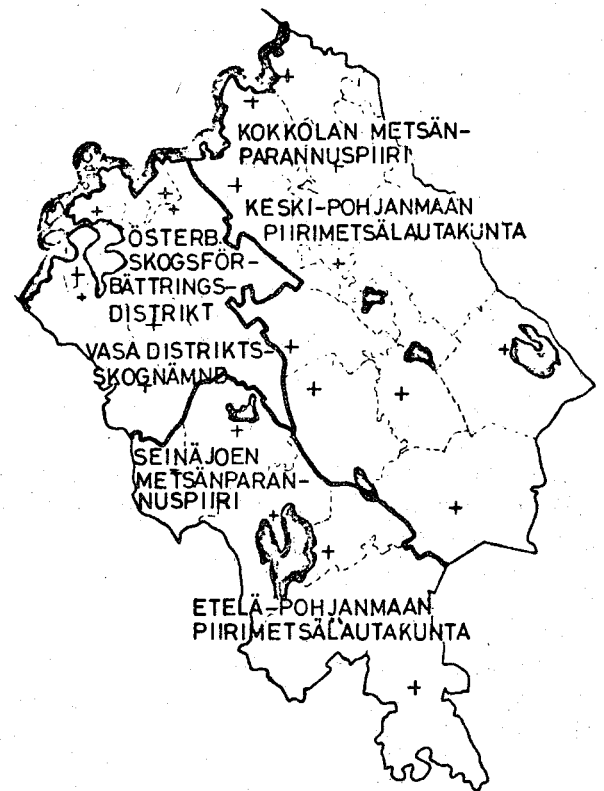 KOKKOLAN METSÄN-
PARANNUSPIIRI
KESKI-POHJANMAAN
PIIRIMETSÄLAUTAKUNTA
ÖSTERB.
SKOGSFÖR-
BÄTTRINGS-
DISTRIKT
VASA DISTRIKTS-
SKOGNÄMND
SEINÄJOEN
METSÄNPARAN-
NUSPIIRI
ETELÄ-POHJANMAAN
PIIRIMETSÄLAUTAKUNTA